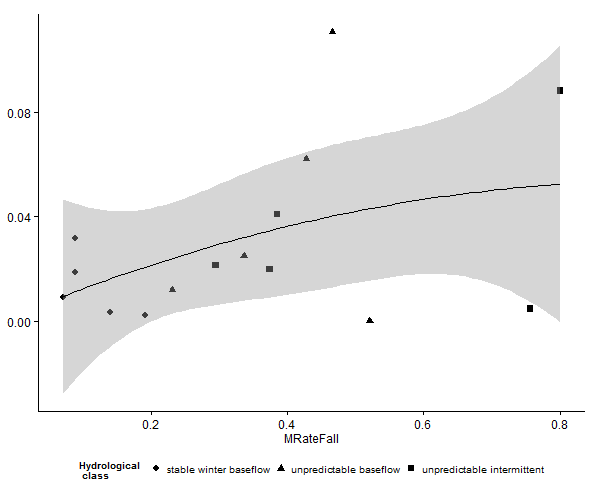 0.08
0.04
0.00
0.2 0.4 0.6 0.8
MRateFall
Hydrological
class
stable winter baseflow unpredictable baseflow unpredictable intermittent